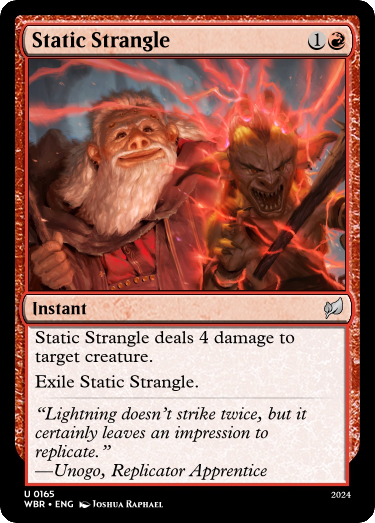 Static Strangle 1
Instant
Static Strangle deals 4 damage to
target creature.
Exile Static Strangle.
“Lightning doesn’t strike twice, but it
certainly leaves an impression to
replicate.”
—Unogo, Replicator Apprentice
U 0165 2024
WBR • ENG Joshua Raphael